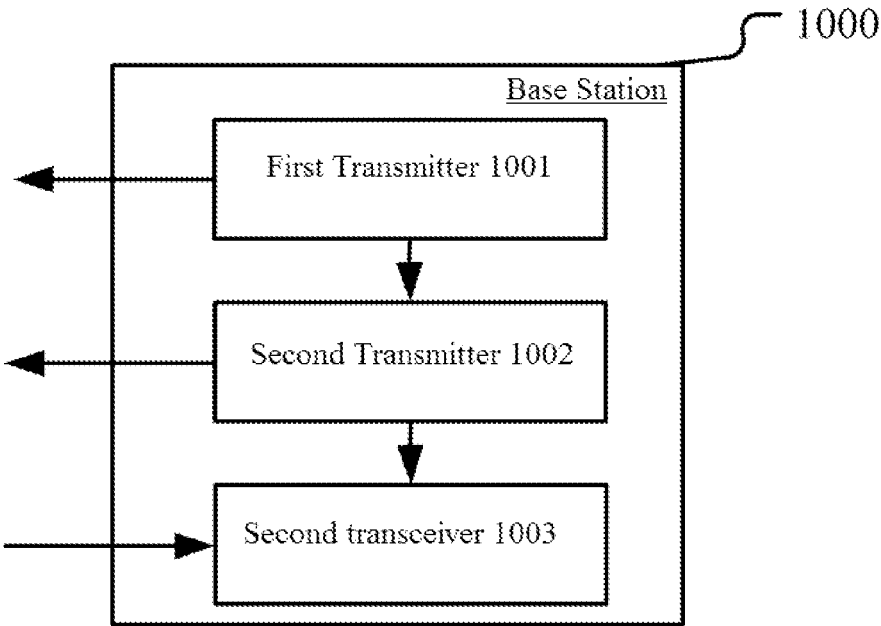 1000
Base Station
First Transmitter 1001
Second Transmitter 1002
Second transceiver 1003